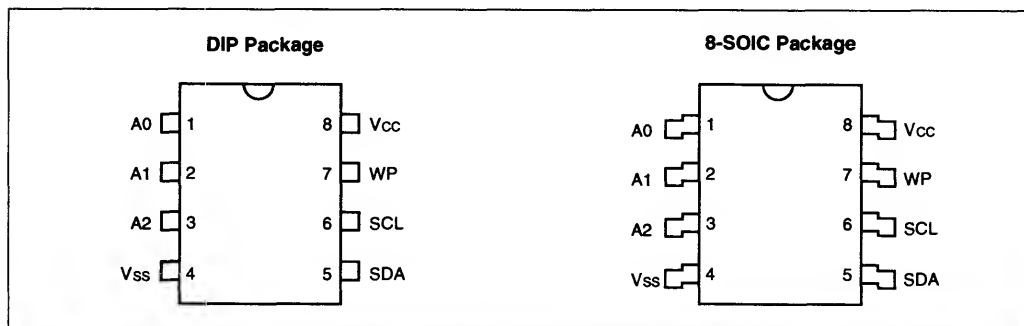 DIP Package
A0 1 8 Vcc
A1 2 7 WP
A2 3 6 SCL
Vss 4 5 SDA
8-SOIC Package
A0 1 8 Vcc
A1 2 7 WP
A2 3 6 SCL
Vss 4 5 SDA